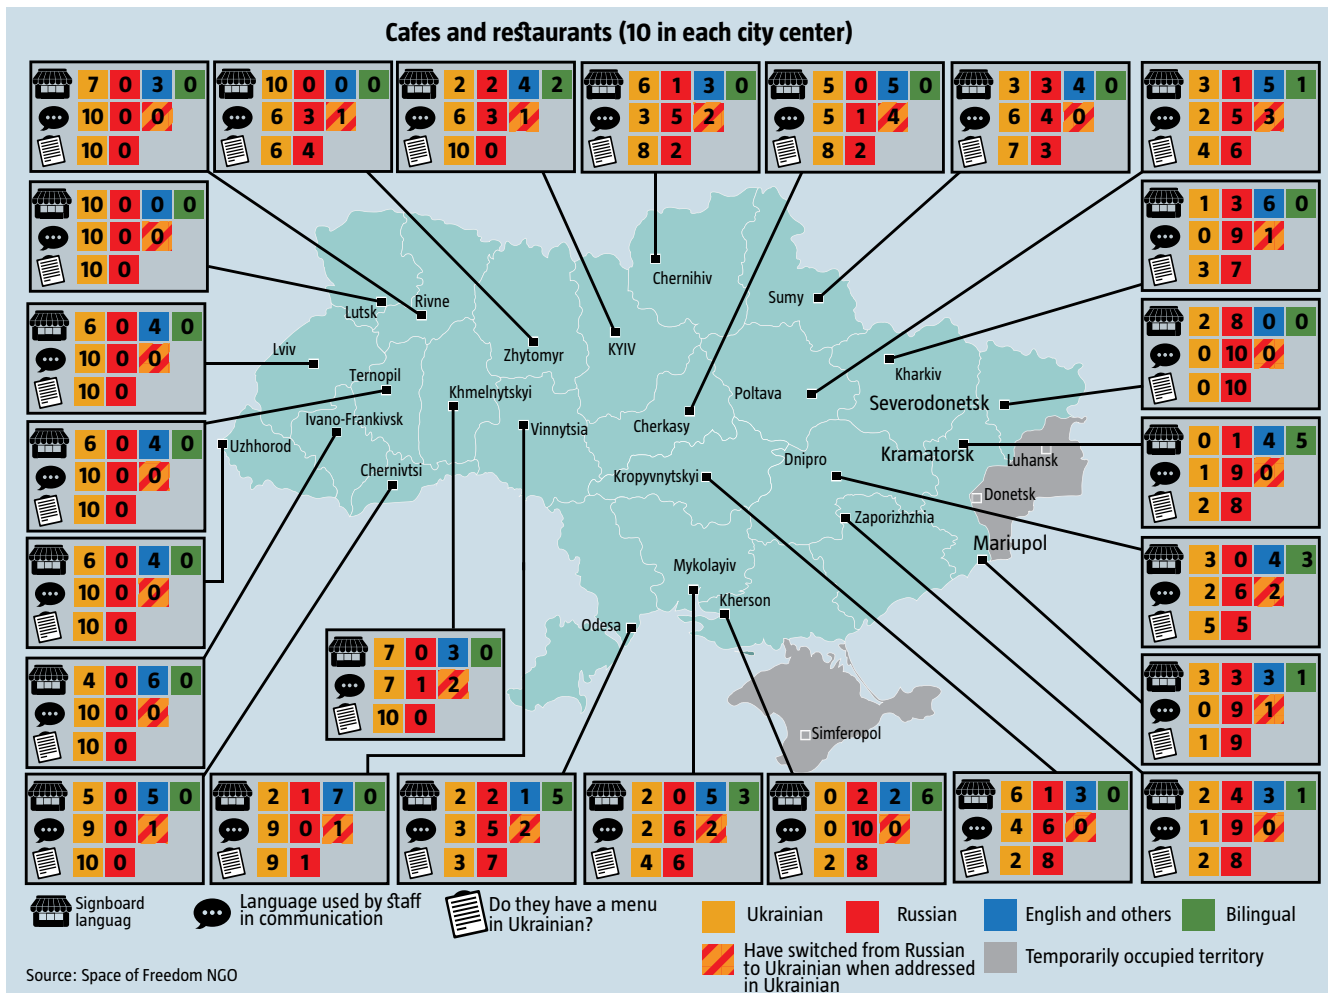 Cafes and restaurants (10 in each city center)
7 0 3 0
10 0 0
10 0
10 0 0 0
6 3 1
6 4
2 2 4 2
6 3 1
10 0
6 1 3 0
3 5 2
8 2
5 0 5 0
5 1 4
8 2
3 3 4 0
6 4 0
7 3
3 1 5 1
2 5 3
4 6
10 0 0 0
10 0 0
10 0
1 3 6 0
0 9 1
3 7
6 0 4 0
10 0 0
10 0
2 8 0 0
0 10 0
0 10
6 0 4 0
10 0 0
10 0
0 1 4 5
1 9 0
2 8
6 0 4 0
10 0 0
10 0
3 0 4 3
2 6 2
5 5
4 0 6 0
10 0 0
10 0
7 0 3 0
7 1 2
10 0
3 3 3 1
0 9 1
1 9
5 0 5 0
9 0 1
10 0
2 1 7 0
9 0 1
9 1
2 2 1 5
3 5 2
3 7
2 0 5 3
2 6 2
4 6
0 2 2 6
0 10 0
2 8
6 1 3 0
4 6 0
2 8
2 4 3 1
1 9 0
2 8
Chernihiv
Sumy
Rivne
Lutsk
Lviv
Zhytomyr
KYIV
Kharkiv
Ternopil
Khmelnytskyi
Poltava
Severodonetsk
Ivano-Frankivsk
Uzhhorod
Vinnytsia
Cherkasy
Kramatorsk
Luhansk
Chernivtsi
Kropyvnytskyi
Dnipro
Donetsk
Zaporizhzhia
Mariupol
Mykolayiv
Kherson
Odesa
Simferopol
Signboard
languag
Language used by staff
in communication
Do they have a menu
in Ukrainian?
Ukrainian
Russian
English and others
Bilingual
Have switched from Russian
to Ukrainian when addressed
in Ukrainian
Temporarily occupied territory
Source: Space of Freedom NGO